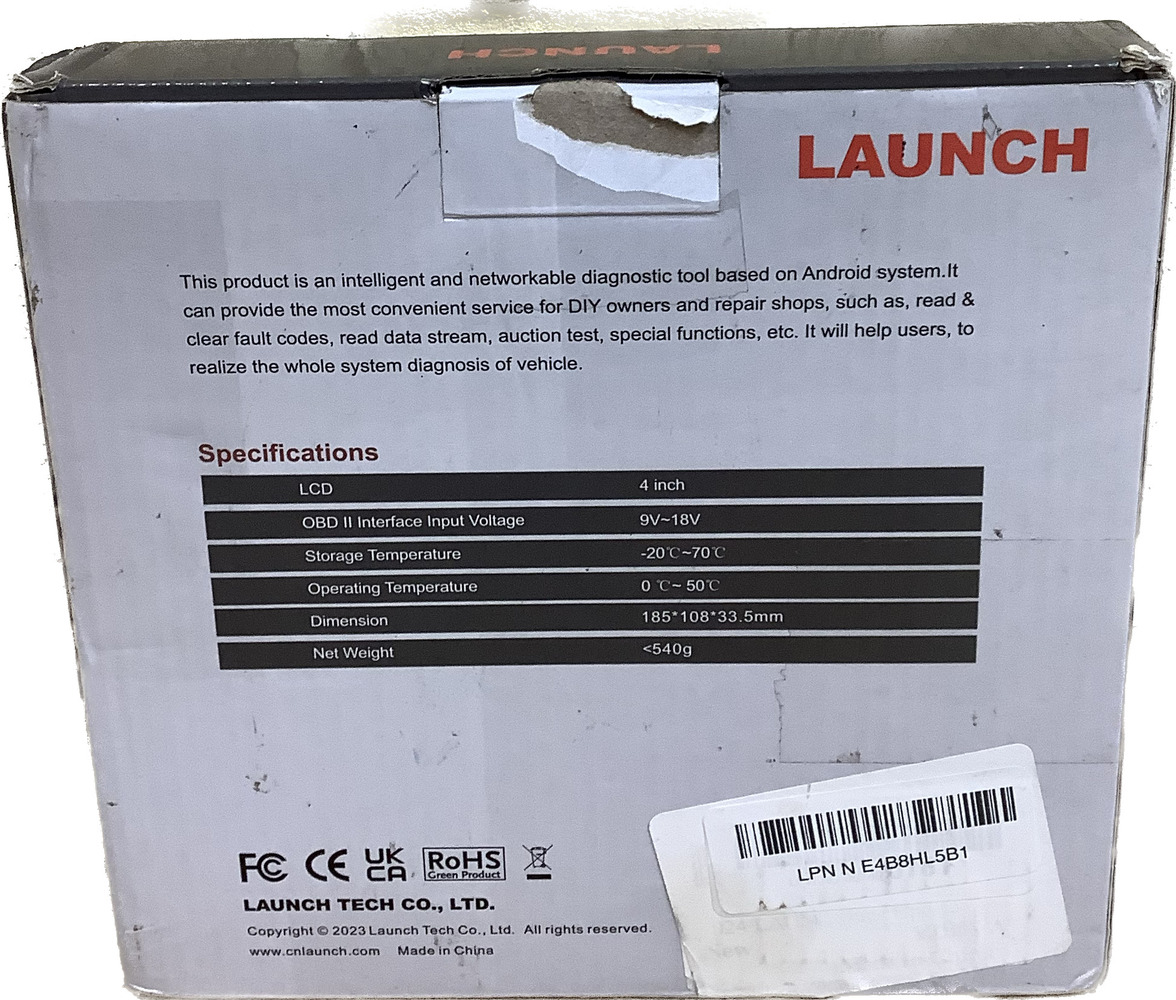 LAUNCH
LAUNCH
This product is an intelligent and networkable diagnostic tool based on Android system.It
can provide the most convenient service for DIY owners and repair shops, such as, read &
clear fault codes, read data stream, auction test, special functions, etc. It will help users, to
realize the whole system diagnosis of vehicle.
Specifications
LCD 4 inch
OBD II Interface Input Voltage 9V~18V
Storage Temperature -20℃~70℃
Operating Temperature 0 ℃~ 50℃
Dimension 185*108*33.5mm
Net Weight <540g
FC CE UK CA RoHS Green Product
LAUNCH TECH CO., LTD.
Copyright © 2023 Launch Tech Co., Ltd. All rights reserved.
www.cnlaunch.com Made in China
LPN N E4B8HL5B1